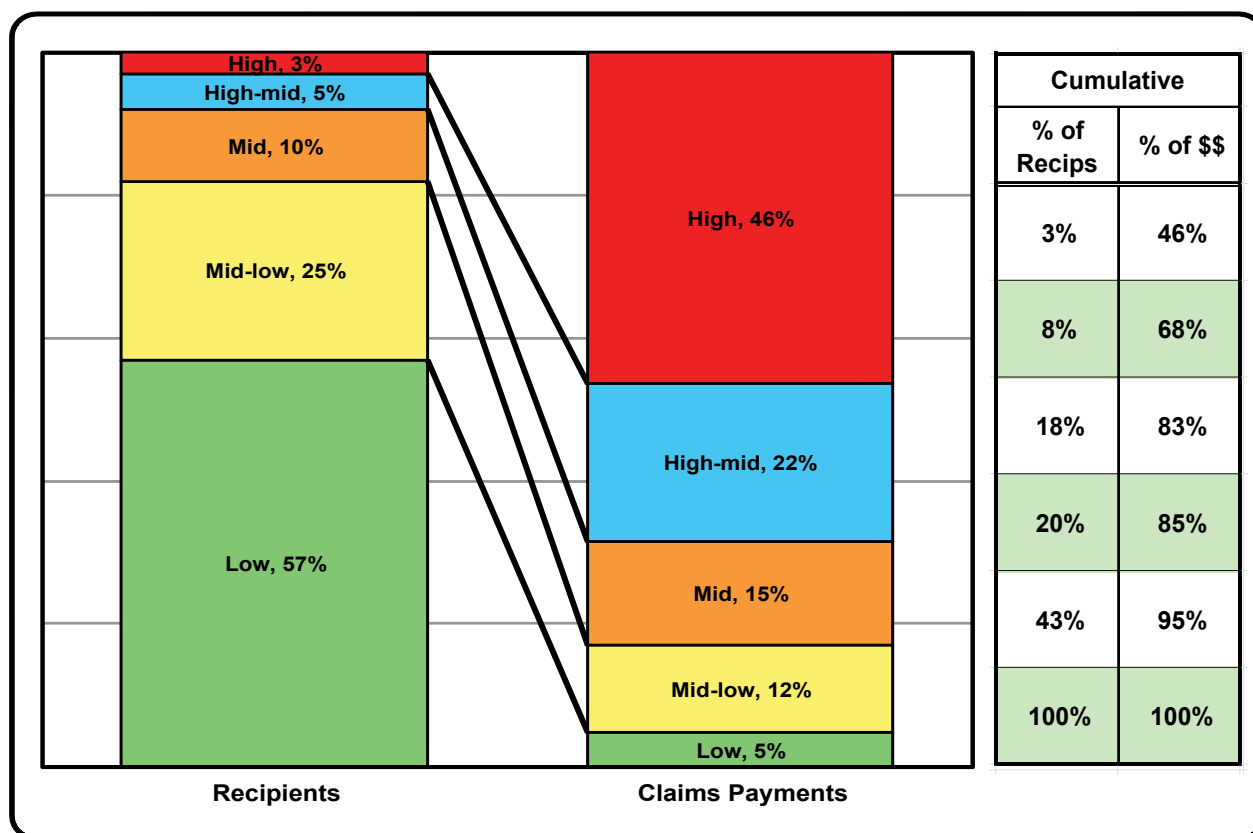 High, 3%
High-mid, 5%
Mid, 10%
Mid-low, 25%
Low, 57%
Recipients
High, 46%
High-mid, 22%
Mid, 15%
Mid-low, 12%
Low, 5%
Claims Payments
Cumulative
% of
Recips
% of $$
3% 46%
8% 68%
18% 83%
20% 85%
43% 95%
100% 100%